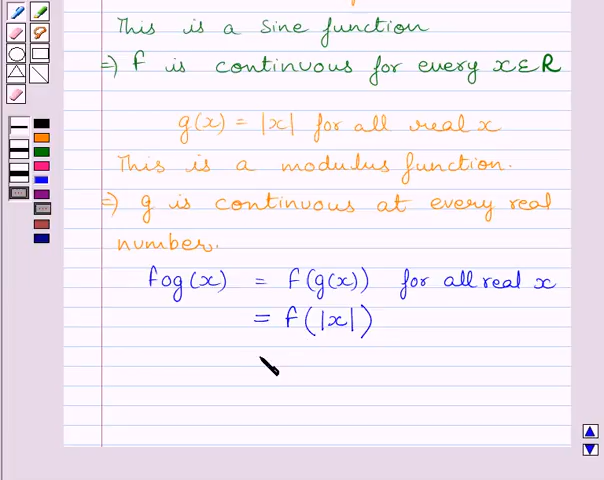 This is a sine function
⇒ f is continuous for every x∈R
g(x) = |x| for all real x
This is a modulus function.
⇒ g is continuous at every real
number.
fog(x) = f(g(x)) for all real x
= f(|x|)